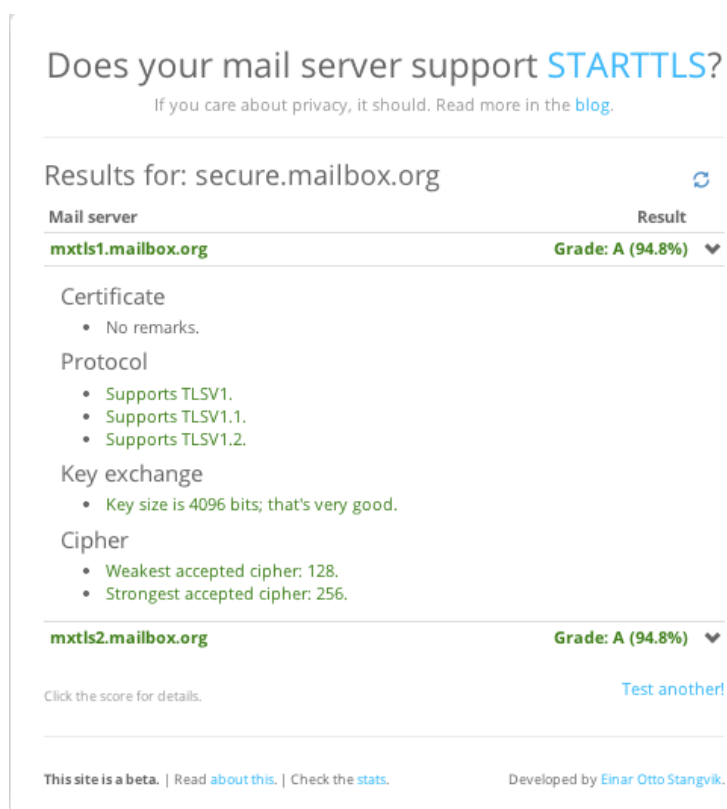 Does your mail server support STARTTLS?
If you care about privacy, it should. Read more in the blog.
Results for: secure.mailbox.org
Mail server Result
mxtls1.mailbox.org Grade: A (94.8%)
Certificate
• No remarks.
Protocol
• Supports TLSV1.
• Supports TLSV1.1.
• Supports TLSV1.2.
Key exchange
• Key size is 4096 bits; that's very good.
Cipher
• Weakest accepted cipher: 128.
• Strongest accepted cipher: 256.
mxtls2.mailbox.org Grade: A (94.8%)
Click the score for details. Test another!
This site is a beta. | Read about this. | Check the stats. Developed by Einar Otto Stangvik.